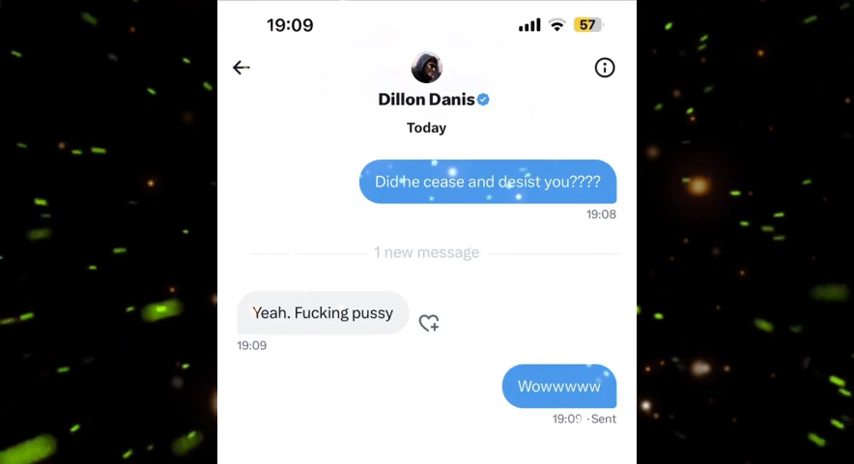 19:09
57
Dillon Danis
Today
Did he cease and desist you????
19:08
1 new message
Yeah. Fucking pussy
19:09
Wowwwww
19:09 · Sent